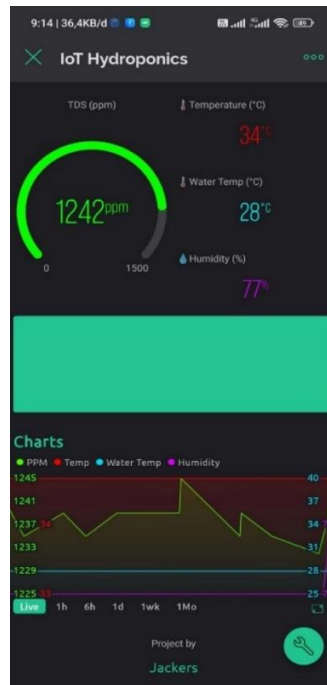 9:14 | 36,4KB/d
IoT Hydroponics
TDS (ppm)
Temperature (°C)
34°C
Water Temp (°C)
1242ppm
28°C
Humidity (%)
0
1500
77%
Charts
PPM Temp Water Temp Humidity
1245 40
1241 37
1237 34 34
1233 31
1229 28
1225 33 25
Live 1h 6h 1d 1wk 1Mo
Project by
Jackers